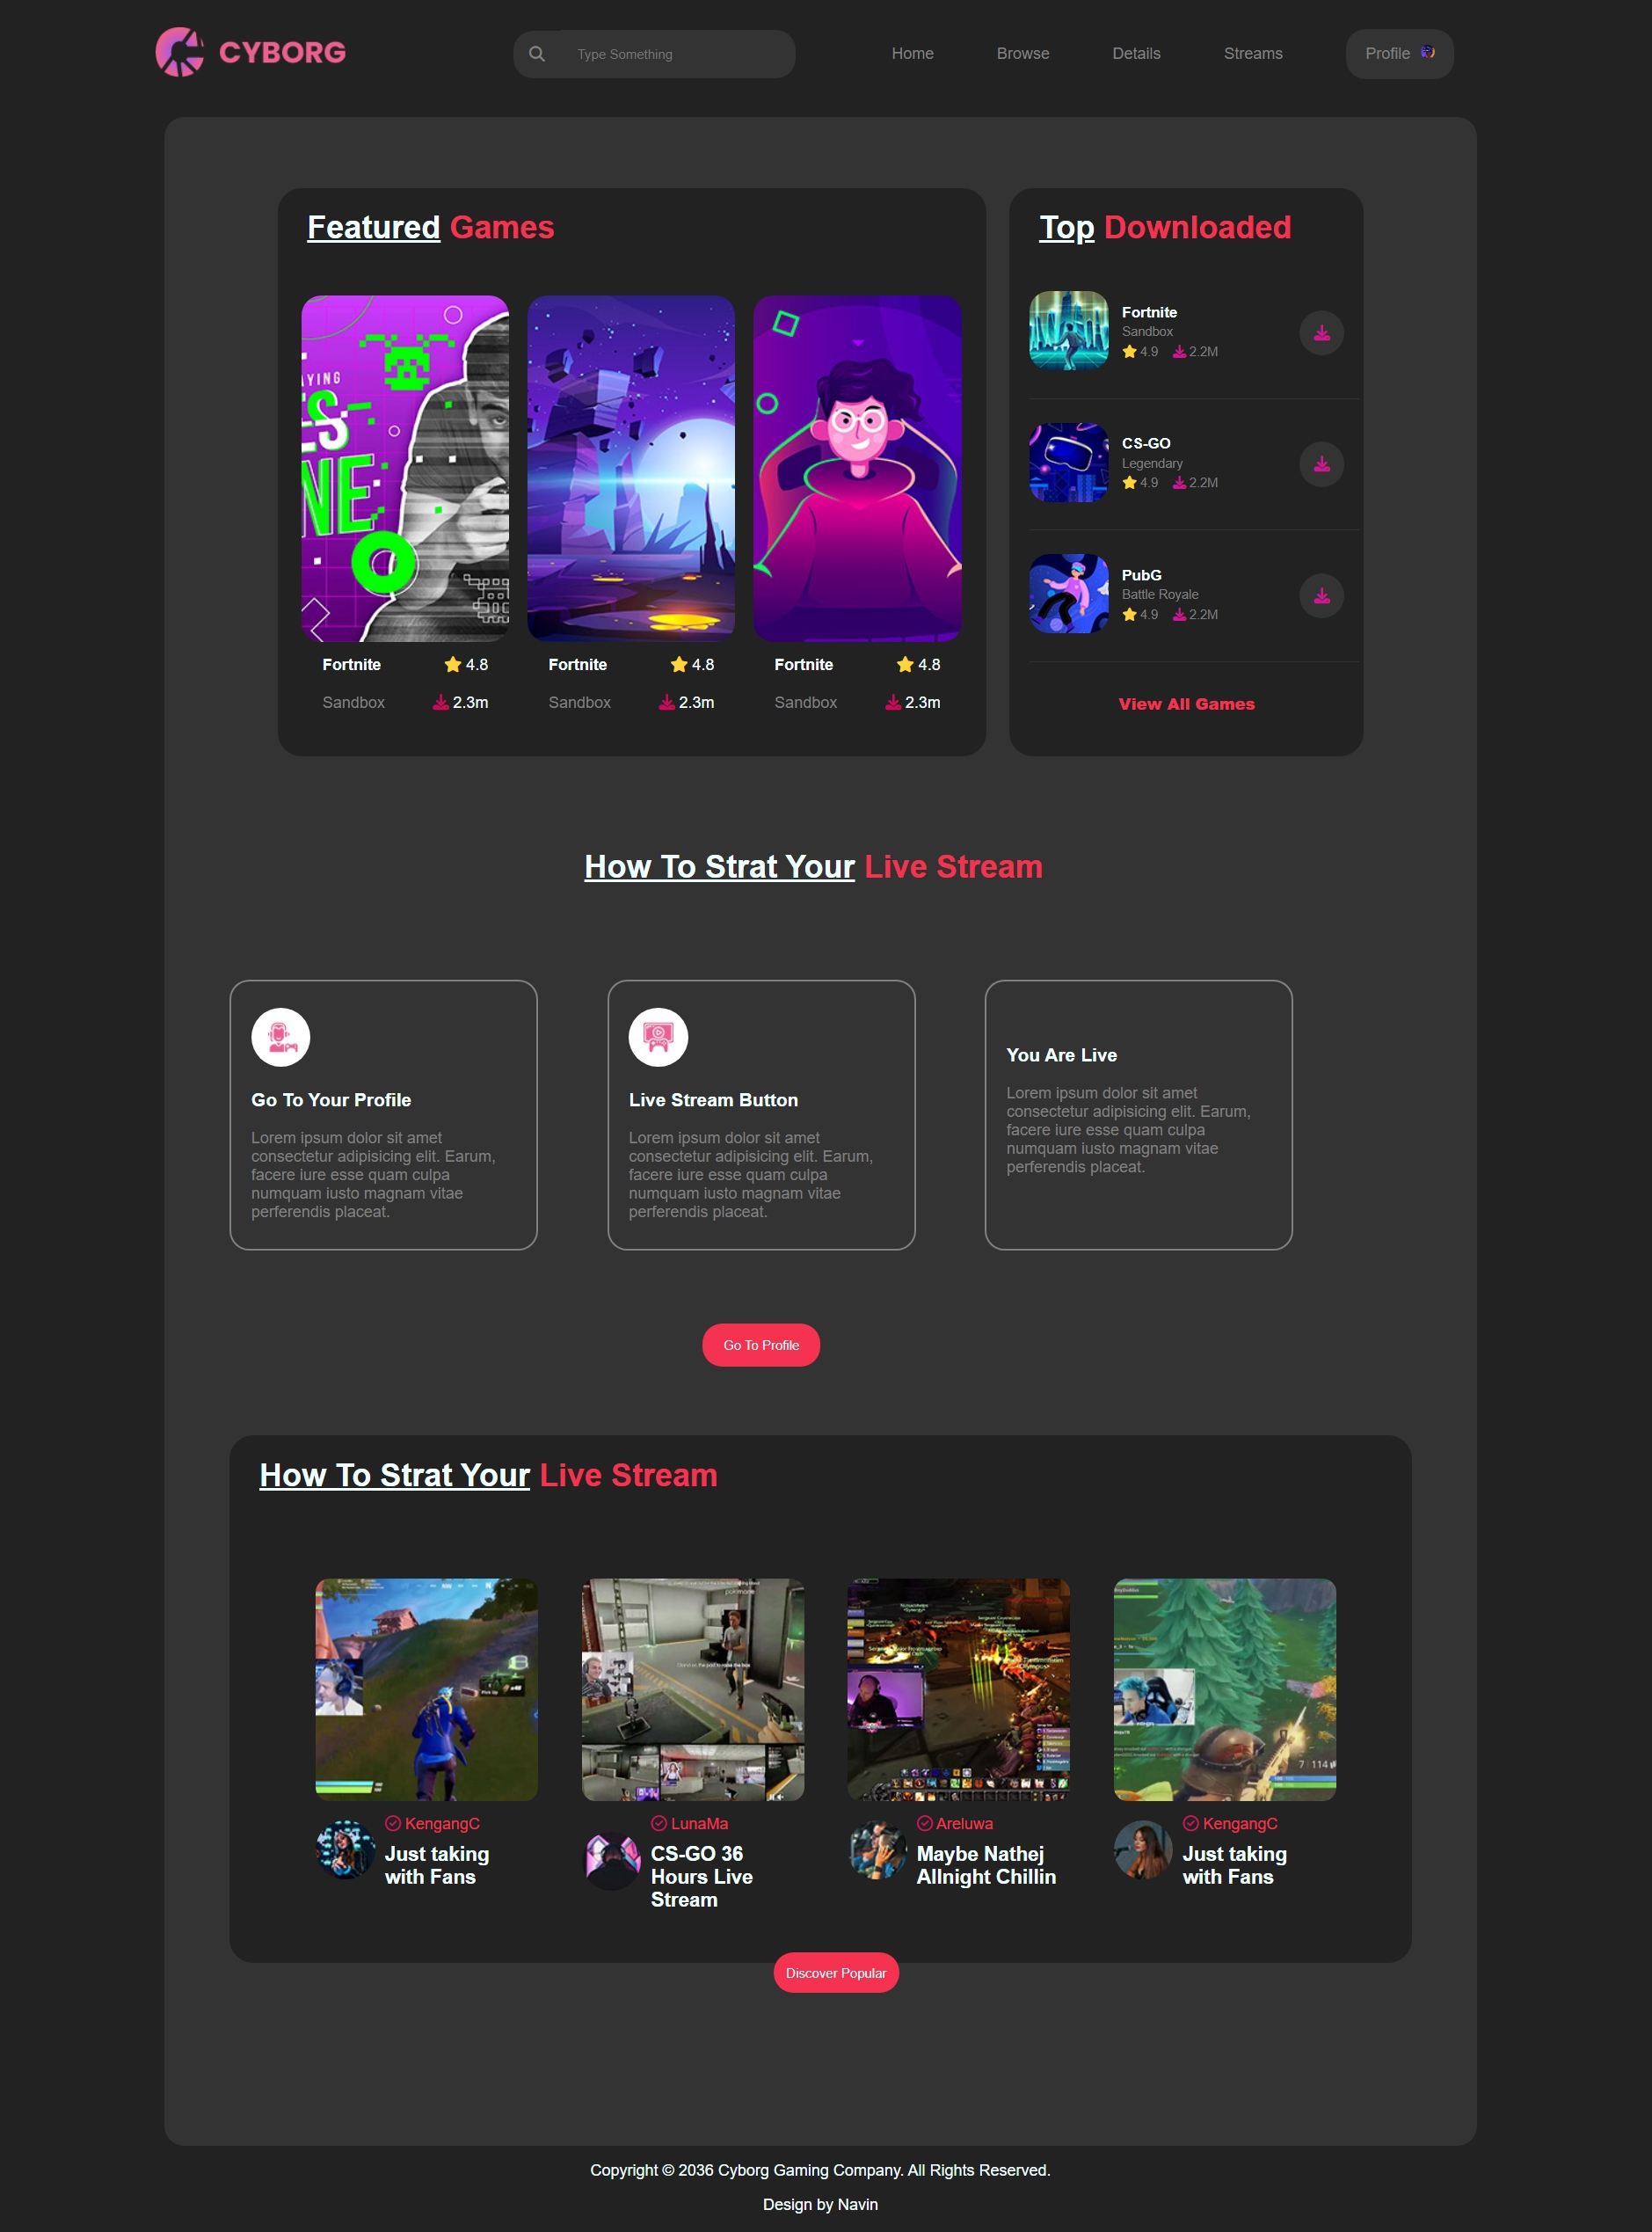 CYBORG
Type Something
Home
Browse
Details
Streams
Profile
Featured Games
YING
ES
NE
Fortnite
4.8
Sandbox
2.3m
Fortnite
4.8
Sandbox
2.3m
Fortnite
4.8
Sandbox
2.3m
Top Downloaded
Fortnite
Sandbox
4.9 2.2M
CS-GO
Legendary
4.9 2.2M
PubG
Battle Royale
4.9 2.2M
View All Games
How To Strat Your Live Stream
Go To Your Profile
Lorem ipsum dolor sit amet
consectetur adipisicing elit. Earum,
facere iure esse quam culpa
numquam iusto magnam vitae
perferendis placeat.
Live Stream Button
Lorem ipsum dolor sit amet
consectetur adipisicing elit. Earum,
facere iure esse quam culpa
numquam iusto magnam vitae
perferendis placeat.
You Are Live
Lorem ipsum dolor sit amet
consectetur adipisicing elit. Earum,
facere iure esse quam culpa
numquam iusto magnam vitae
perferendis placeat.
Go To Profile
How To Strat Your Live Stream
KengangC
Just taking
with Fans
LunaMa
CS-GO 36
Hours Live
Stream
Areluwa
Maybe Nathej
Allnight Chillin
114
KengangC
Just taking
with Fans
Discover Popular
Copyright © 2036 Cyborg Gaming Company. All Rights Reserved.
Design by Navin